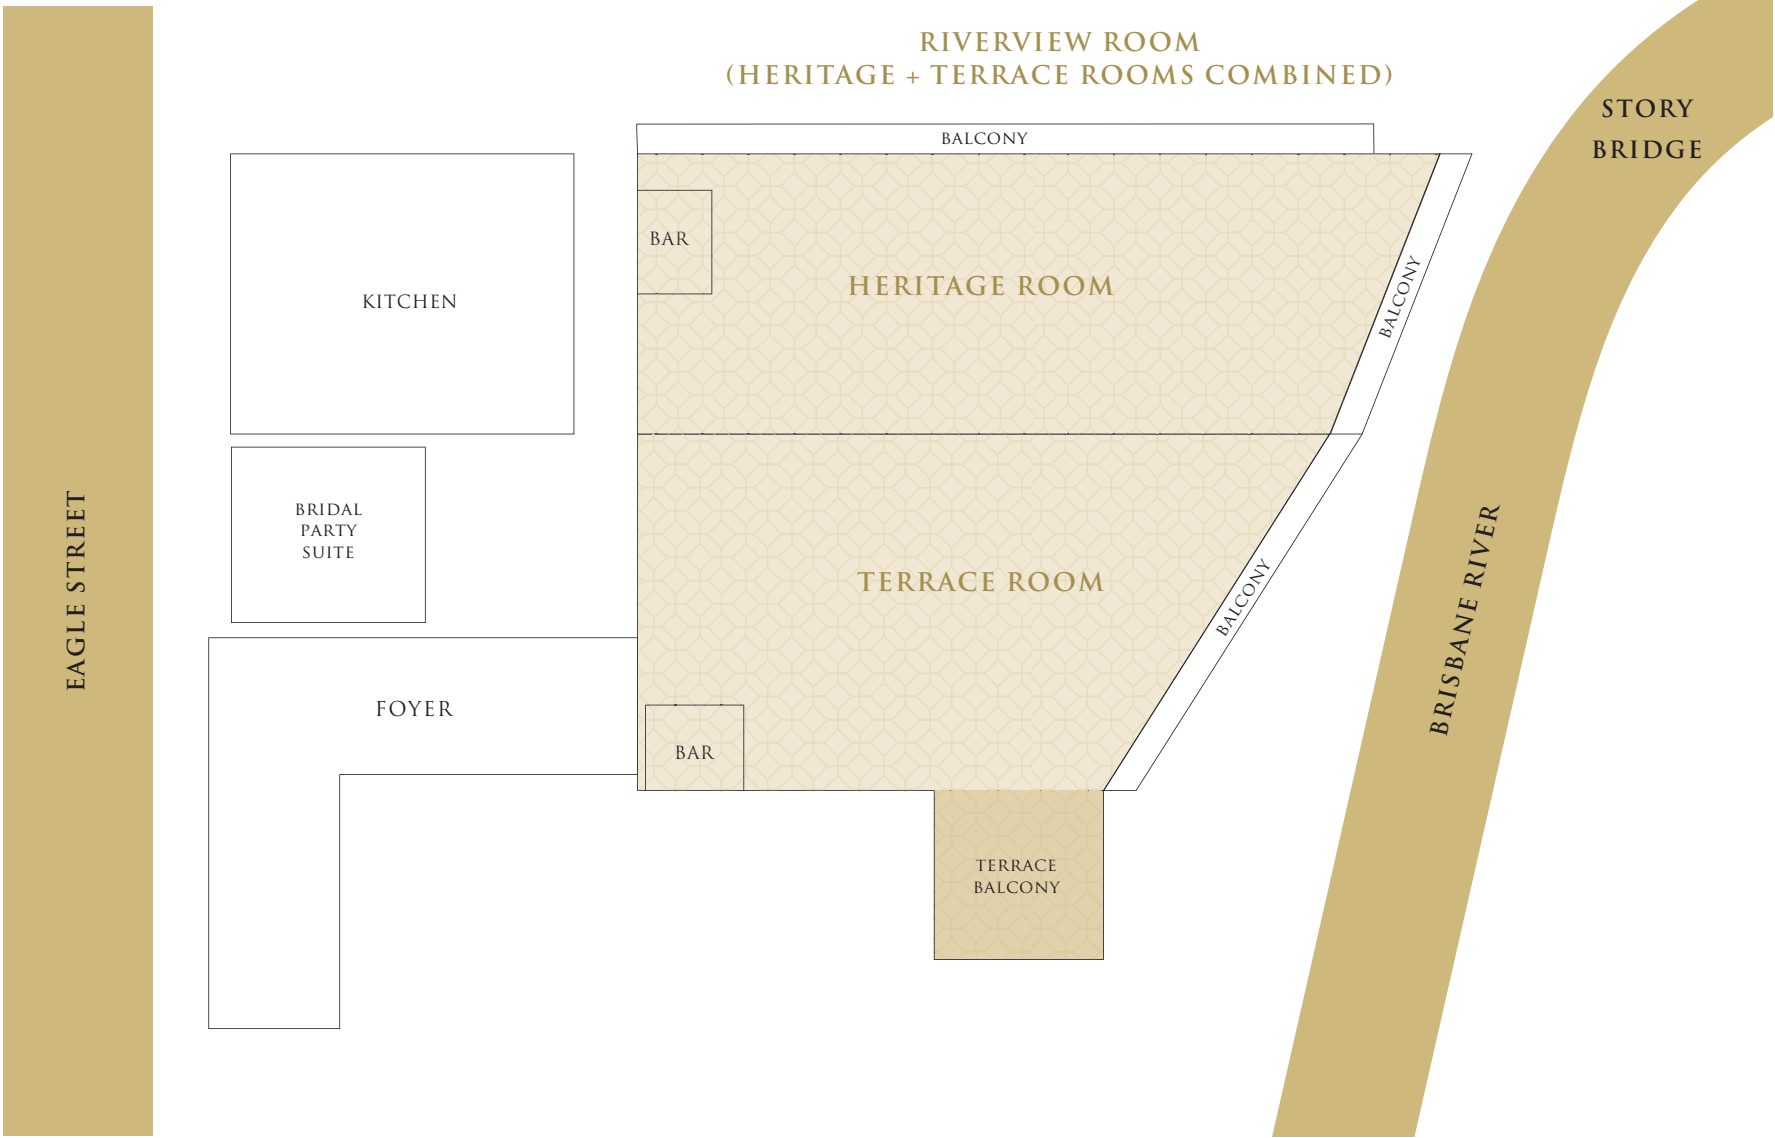 RIVERVIEW ROOM
(HERITAGE + TERRACE ROOMS COMBINED)
STORY
BRIDGE
BALCONY
BAR
HERITAGE ROOM
KITCHEN
BALCONY
BRIDAL
PARTY
SUITE
EAGLE STREET
TERRACE ROOM
BALCONY
BRISBANE RIVER
FOYER
BAR
TERRACE
BALCONY